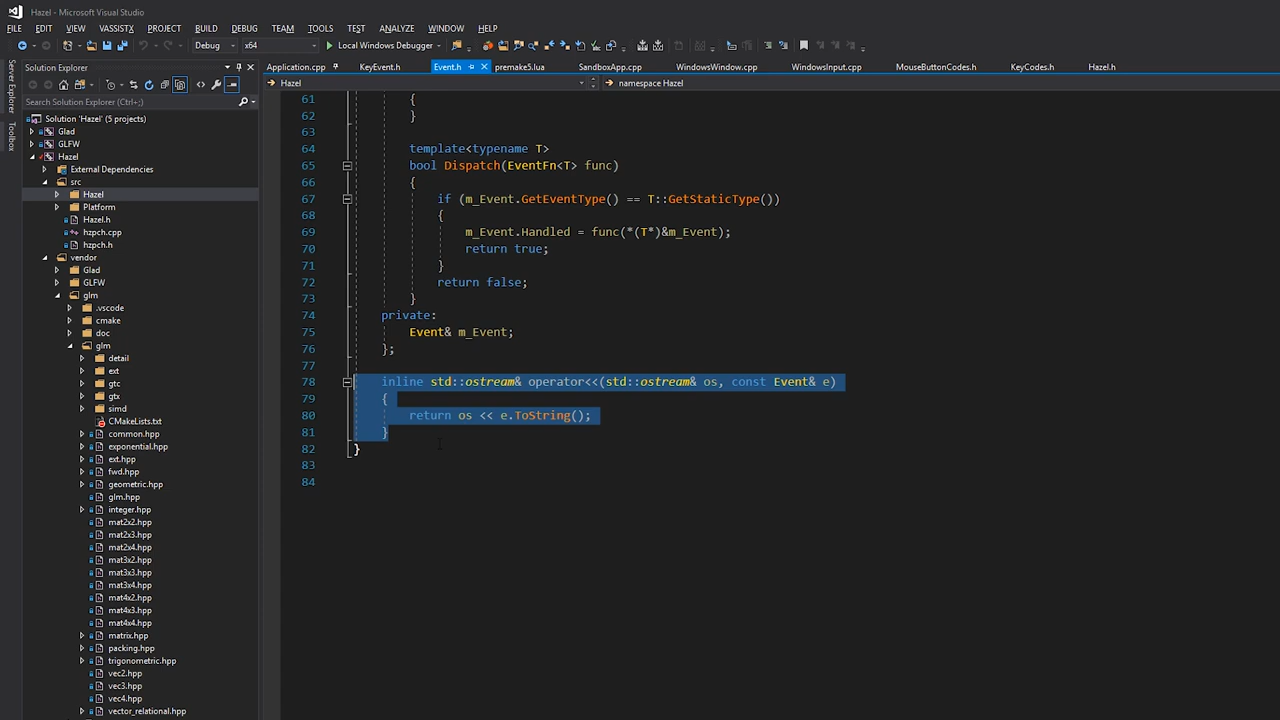 Hazel - Microsoft Visual Studio
FILE EDIT VIEW VASSISTX PROJECT BUILD DEBUG TEAM TOOLS TEST ANALYZE WINDOW HELP
Debug x64 Local Windows Debugger
Server Explorer
Toolbox
Solution Explorer
Search Solution Explorer (Ctrl+;)
Solution 'Hazel' (5 projects)
Glad
GLFW
Hazel
External Dependencies
src
Hazel
Platform
Hazel.h
hzpch.cpp
hzpch.h
vendor
Glad
GLFW
glm
.vscode
cmake
doc
glm
detail
ext
gtc
gtx
simd
CMakeLists.txt
common.hpp
exponential.hpp
ext.hpp
fwd.hpp
geometric.hpp
glm.hpp
integer.hpp
mat2x2.hpp
mat2x3.hpp
mat2x4.hpp
mat3x2.hpp
mat3x3.hpp
mat3x4.hpp
mat4x2.hpp
mat4x3.hpp
mat4x4.hpp
matrix.hpp
packing.hpp
trigonometric.hpp
vec2.hpp
vec3.hpp
vec4.hpp
vector_relational.hpp
Application.cpp KeyEvent.h Event.h premake5.lua SandboxApp.cpp WindowsWindow.cpp WindowsInput.cpp MouseButtonCodes.h KeyCodes.h Hazel.h
Hazel namespace Hazel
61 {
62 }
63
64 template<typename T>
65 bool Dispatch(EventFn<T> func)
66 {
67 if (m_Event.GetEventType() == T::GetStaticType())
68 {
69 m_Event.Handled = func(*(T*)&m_Event);
70 return true;
71 }
72 return false;
73 }
74 private:
75 Event& m_Event;
76 };
77
78 inline std::ostream& operator<<(std::ostream& os, const Event& e)
79 {
80 return os << e.ToString();
81 }
82 }
83
84